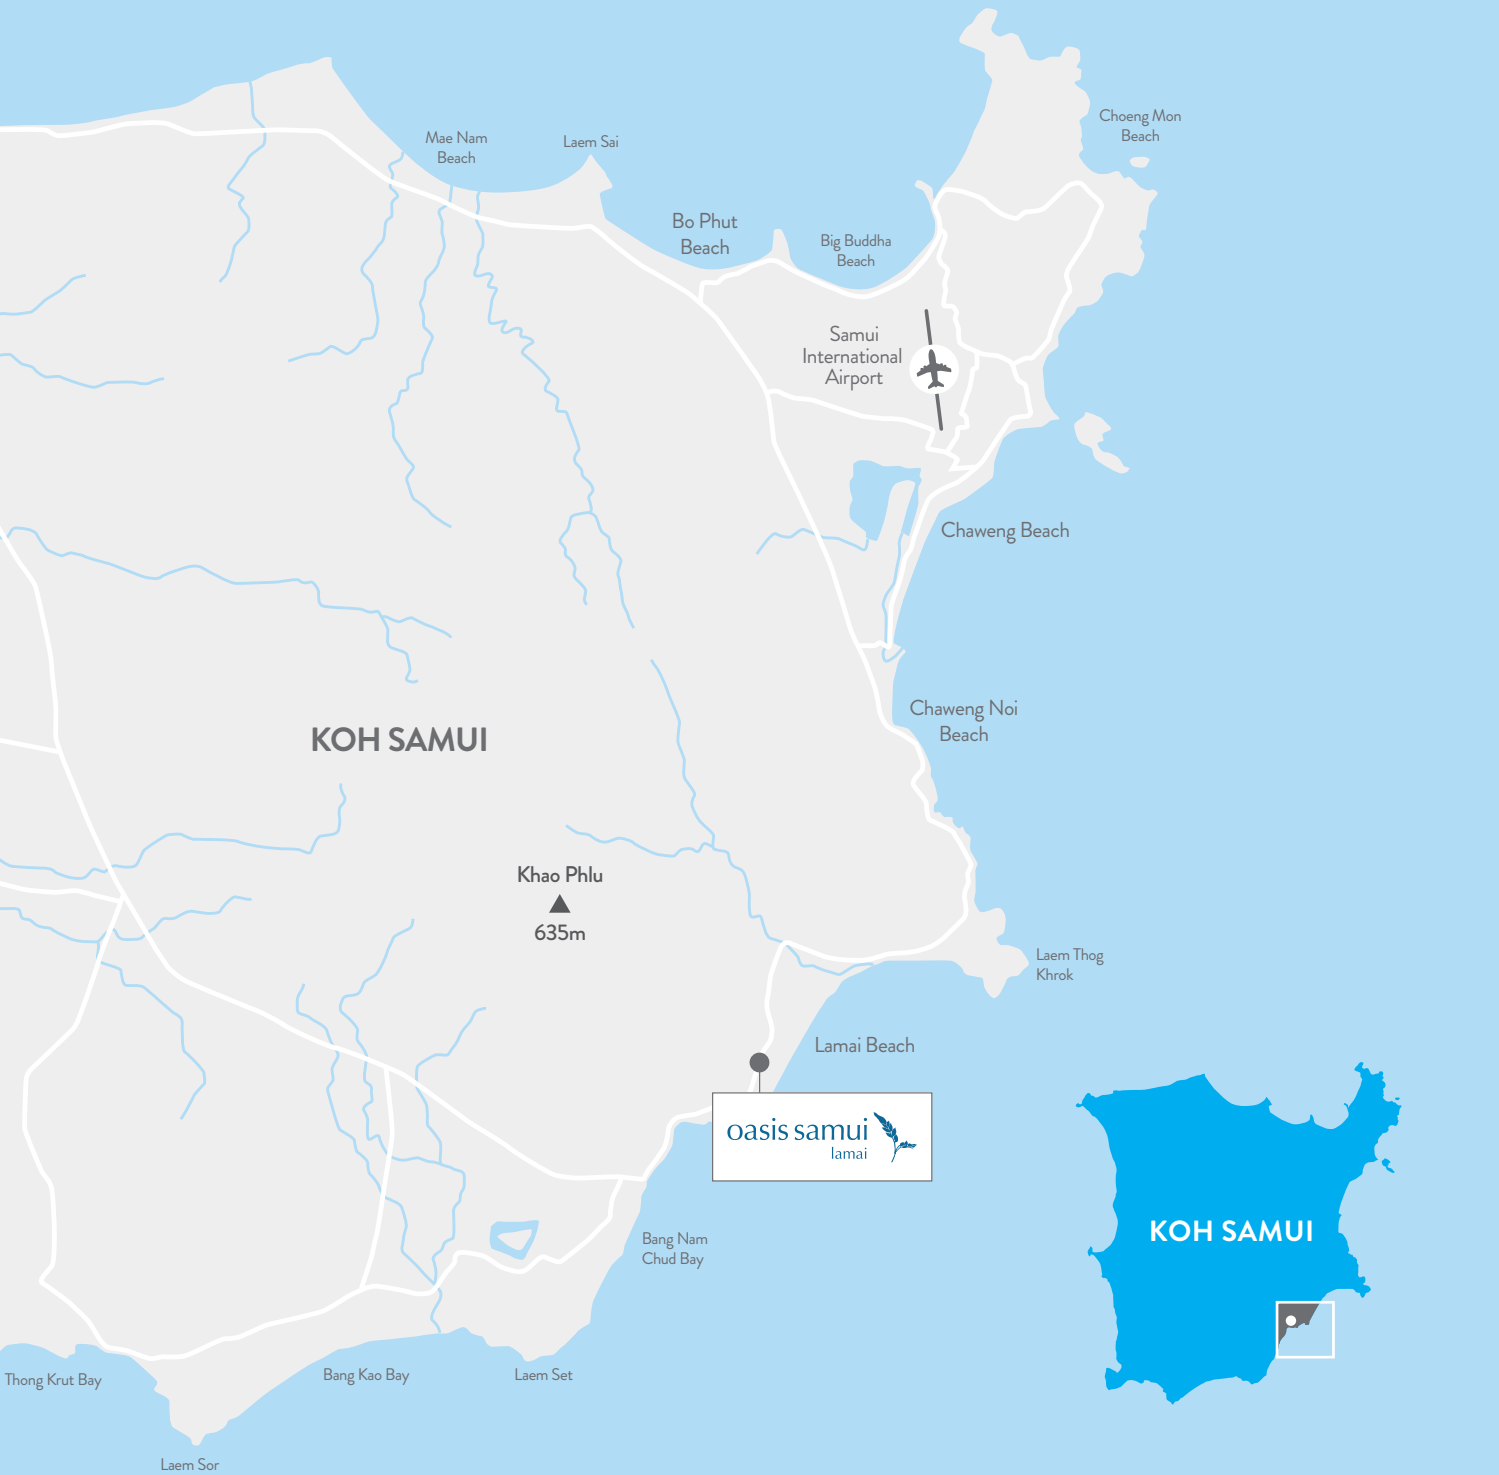 Choeng Mon
Beach
Mae Nam
Beach
Laem Sai
Bo Phut
Beach
Big Buddha
Beach
Samui
International
Airport
Chaweng Beach
Chaweng Noi
Beach
KOH SAMUI
Khao Phlu
635m
Laem Thog
Khrok
Lamai Beach
oasis samui
lamai
KOH SAMUI
Bang Nam
Chud Bay
Thong Krut Bay
Bang Kao Bay
Laem Set
Laem Sor